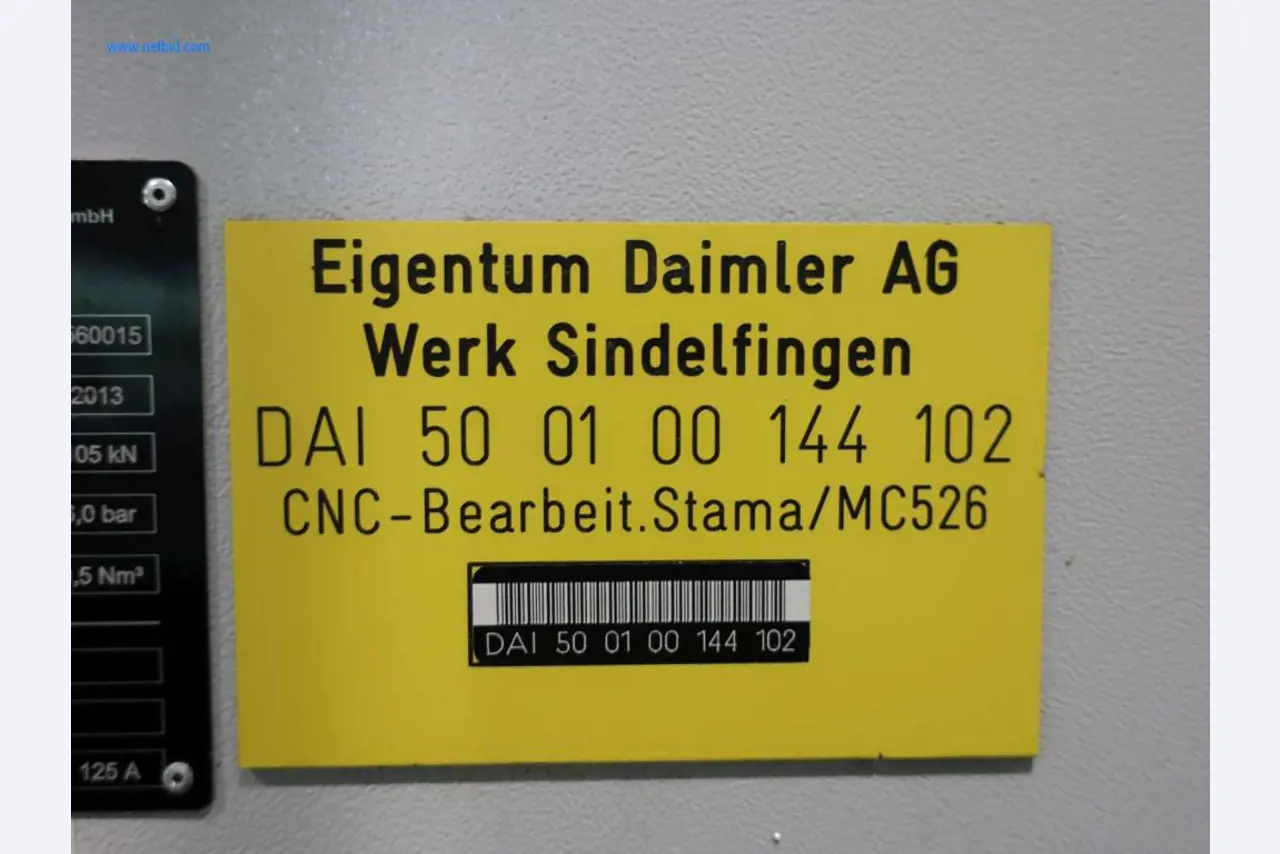 www.netbid.com
mbH
60015
2013
05 kN
,0 bar
,5 Nm³
125 A
Eigentum Daimler AG
Werk Sindelfingen
DAI 50 01 00 144 102
CNC-Bearbeit.Stama/MC526
DAI 50 01 00 144 102